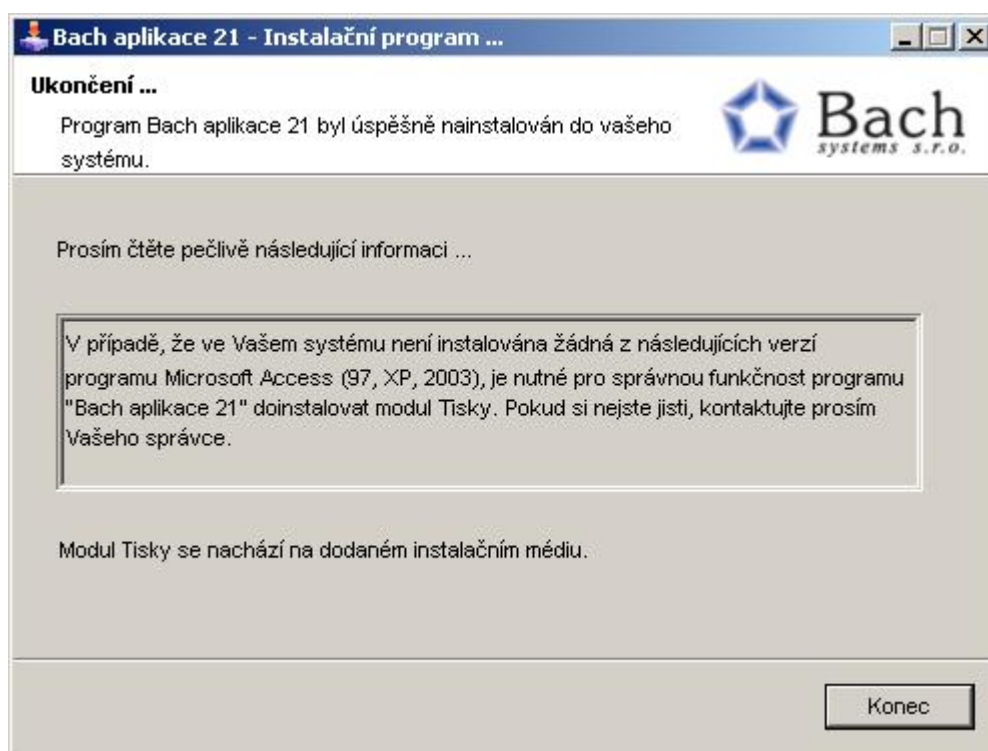 Bach aplikace 21 - Instalační program ...
Ukončení ...
Program Bach aplikace 21 byl úspěšně nainstalován do vašeho
systému.
Bach
systems s.r.o.
Prosím čtěte pečlivě následující informaci ...
V případě, že ve Vašem systému není instalována žádná z následujících verzí
programu Microsoft Access (97, XP, 2003), je nutné pro správnou funkčnost programu
"Bach aplikace 21" doinstalovat modul Tisky. Pokud si nejste jisti, kontaktujte prosím
Vašeho správce.
Modul Tisky se nachází na dodaném instalačním médiu.
Konec